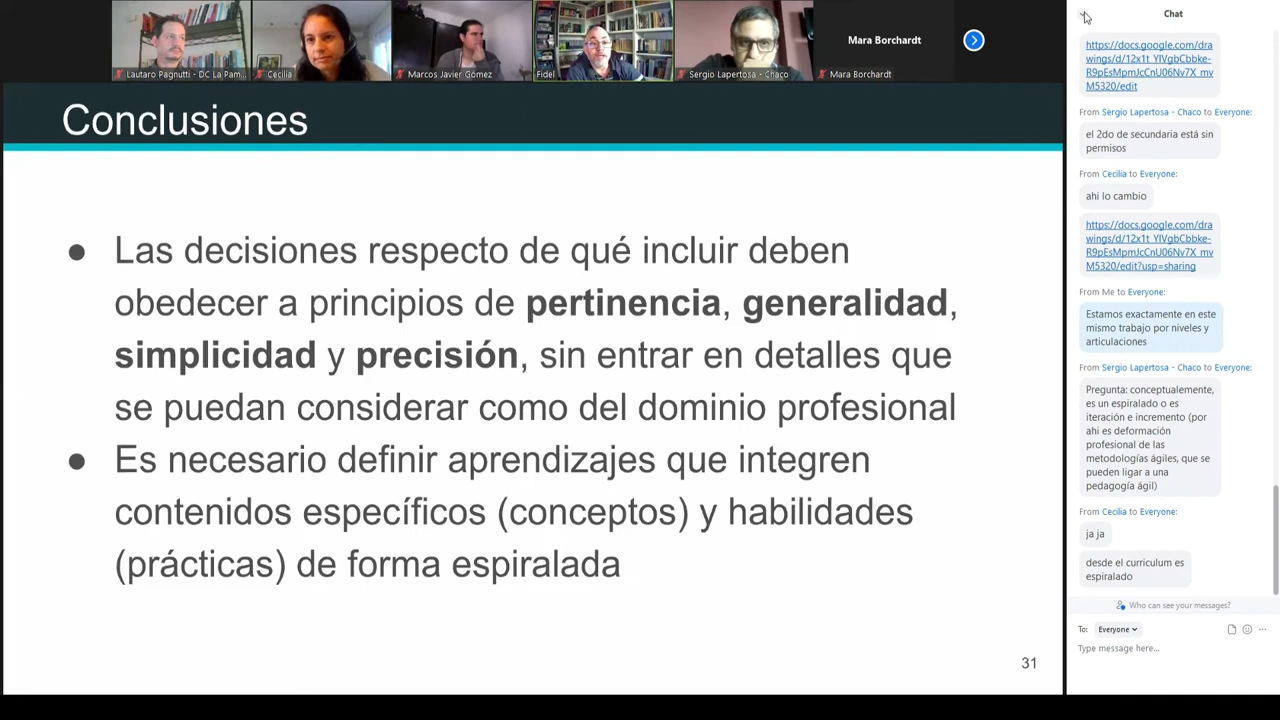 Lautaro Pagnutti - DC La Pam...
Cecilia
Marcos Javier Gómez
Fidel
Sergio Lapertosa - Chaco
Mara Borchardt
Mara Borchardt
Conclusiones
● Las decisiones respecto de qué incluir deben
obedecer a principios de pertinencia, generalidad,
simplicidad y precisión, sin entrar en detalles que
se puedan considerar como del dominio profesional
● Es necesario definir aprendizajes que integren
contenidos específicos (conceptos) y habilidades
(prácticas) de forma espiralada
31
Chat
https://docs.google.com/dra
wings/d/12x1t_YIVgbCbbke-
R9pEsMpmJcCnU06Nv7X_mv
M5320/edit
From Sergio Lapertosa - Chaco to Everyone:
el 2do de secundaria está sin
permisos
From Cecilia to Everyone:
ahi lo cambio
https://docs.google.com/dra
wings/d/12x1t_YIVgbCbbke-
R9pEsMpmJcCnU06Nv7X_mv
M5320/edit?usp=sharing
From Me to Everyone:
Estamos exactamente en este
mismo trabajo por niveles y
articulaciones
From Sergio Lapertosa - Chaco to Everyone:
Pregunta: conceptualemente,
es un espiralado o es
iteración e incremento (por
ahi es deformación
profesional de las
metodologías ágiles, que se
pueden ligar a una
pedagogía ágil)
From Cecilia to Everyone:
ja ja
desde el curriculum es
espiralado
Who can see your messages?
To: Everyone
Type message here...